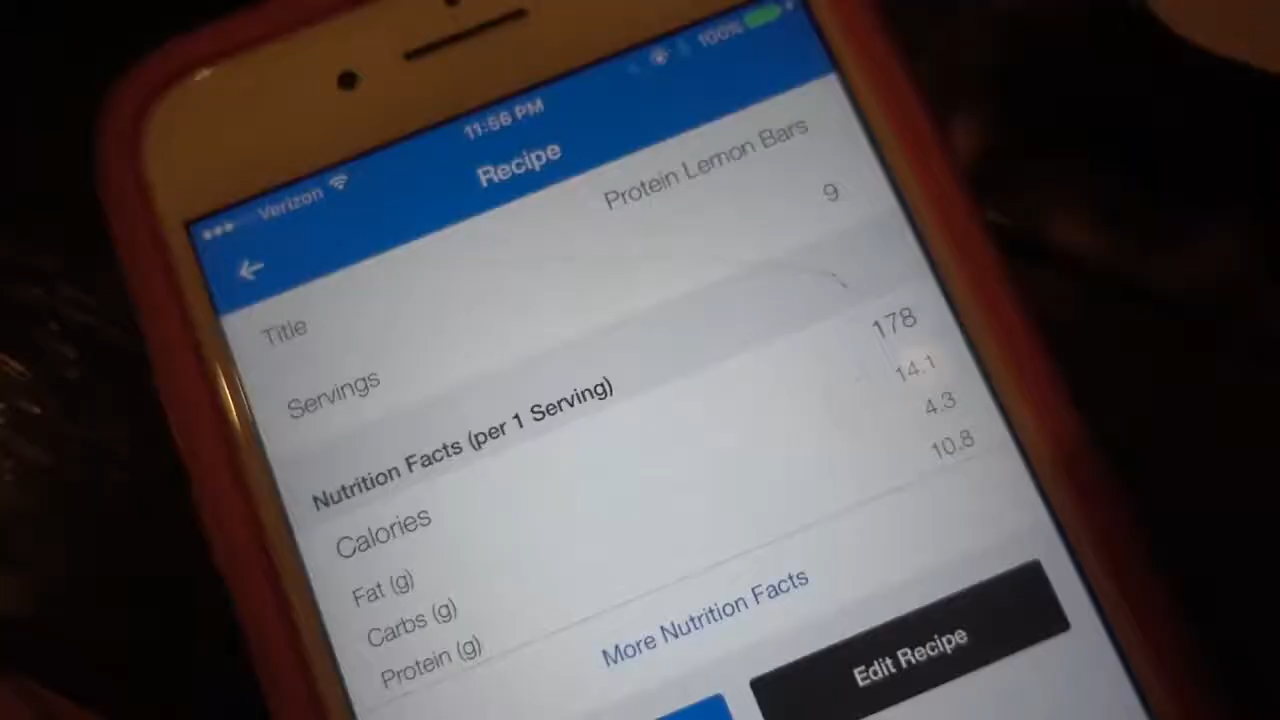 Verizon 11:56 PM 100%
Recipe
Title Protein Lemon Bars
Servings 9
Nutrition Facts (per 1 Serving)
Calories 178
Fat (g) 14.1
Carbs (g) 4.3
Protein (g) 10.8
More Nutrition Facts
Edit Recipe